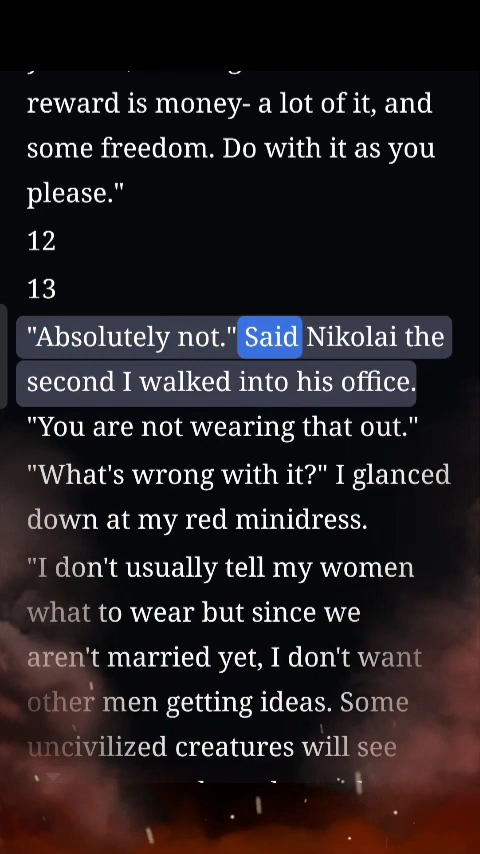 reward is money- a lot of it, and
some freedom. Do with it as you
please."
12
13
"Absolutely not." Said Nikolai the
second I walked into his office.
"You are not wearing that out."
"What's wrong with it?" I glanced
down at my red minidress.
"I don't usually tell my women
what to wear but since we
aren't married yet, I don't want
other men getting ideas. Some
uncivilized creatures will see